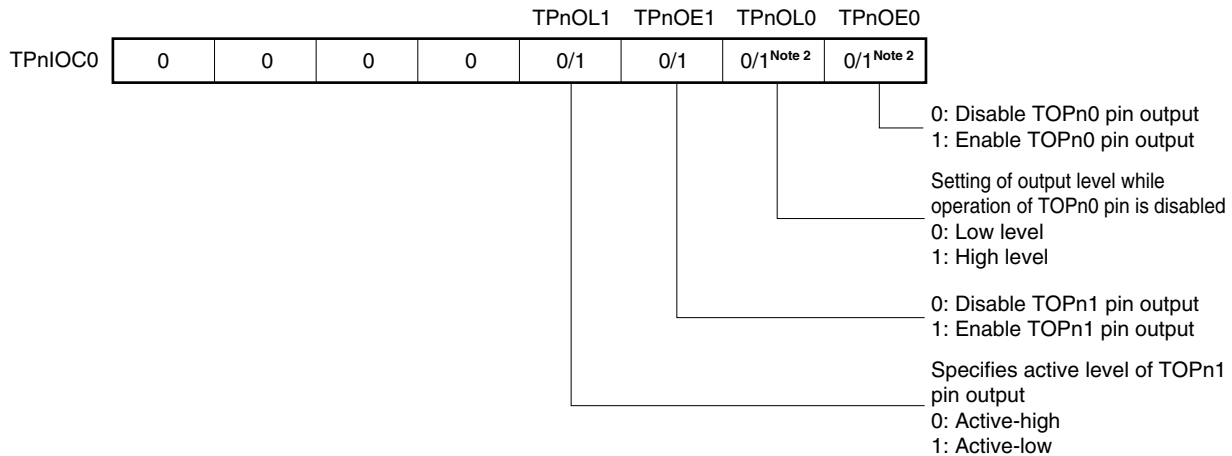 TPnOL1 TPnOE1 TPnOL0 TPnOE0
TPnIOC0 0 0 0 0 0/1 0/1 0/1Note 2 0/1Note 2
0: Disable TOPn0 pin output
1: Enable TOPn0 pin output
Setting of output level while
operation of TOPn0 pin is disabled
0: Low level
1: High level
0: Disable TOPn1 pin output
1: Enable TOPn1 pin output
Specifies active level of TOPn1
pin output
0: Active-high
1: Active-low